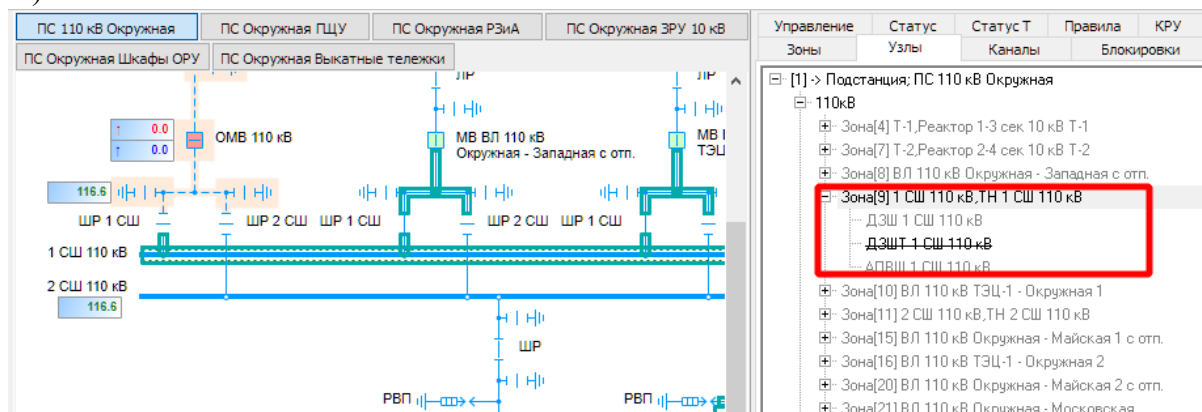 ПС 110 кВ Окружная
ПС Окружная ПЩУ
ПС Окружная РЗиА
ПС Окружная ЗРУ 10 кВ
ПС Окружная Шкафы ОРУ
ПС Окружная Выкатные тележки
ЛР
ЛР
↑ 0.0
↑ 0.0
ОМВ 110 кВ
МВ ВЛ 110 кВ
Окружная - Западная с отп.
МВ
ТЭЦ
116.6
ШР 1 СШ
ШР 2 СШ
ШР 1 СШ
ШР 2 СШ
ШР 1 СШ
1 СШ 110 кВ
2 СШ 110 кВ
116.6
ШР
РВП
РВП
Управление
Статус
Статус Т
Правила
КРУ
Зоны
Узлы
Каналы
Блокировки
[1] -> Подстанция; ПС 110 кВ Окружная
110кВ
Зона[4] Т-1,Реактор 1-3 сек 10 кВ Т-1
Зона[7] Т-2,Реактор 2-4 сек 10 кВ Т-2
Зона[8] ВЛ 110 кВ Окружная - Западная с отп.
Зона[9] 1 СШ 110 кВ,ТН 1 СШ 110 кВ
ДЗШ 1 СШ 110 кВ
ДЗШТ 1 СШ 110 кВ
АПВШ 1 СШ 110 кВ
Зона[10] ВЛ 110 кВ ТЭЦ-1 - Окружная 1
Зона[11] 2 СШ 110 кВ,ТН 2 СШ 110 кВ
Зона[15] ВЛ 110 кВ Окружная - Майская 1 с отп.
Зона[16] ВЛ 110 кВ ТЭЦ-1 - Окружная 2
Зона[20] ВЛ 110 кВ Окружная - Майская 2 с отп.
Зона[21] ВЛ 110 кВ Окружная - Московская